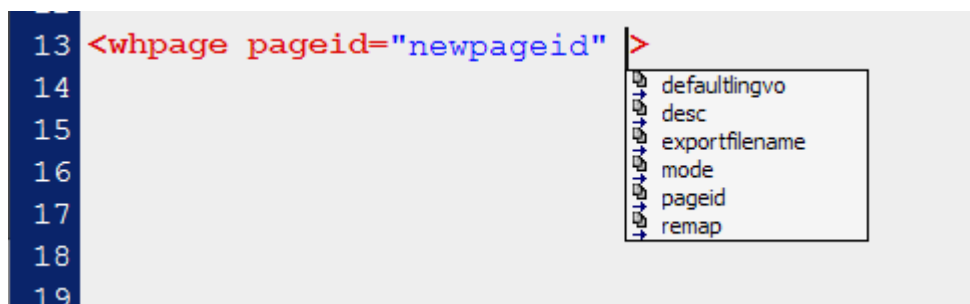 13 <whpage pageid="newpageid" >
14 defaultlingvo
desc
15 exportfilename
16 mode
17 pageid
remap
18
19